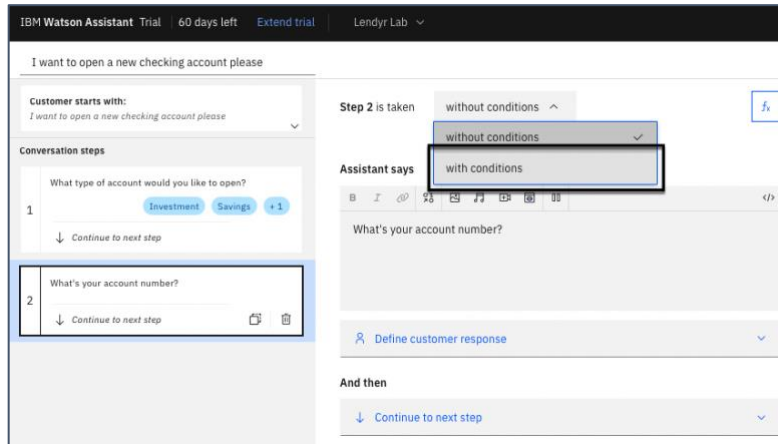 IBM Watson Assistant Trial 60 days left Extend trial Lendyr Lab
I want to open a new checking account please
Customer starts with:
I want to open a new checking account please
Conversation steps
1
What type of account would you like to open?
Investment Savings + 1
Continue to next step
2
What's your account number?
Continue to next step
Step 2 is taken without conditions
fx
without conditions
with conditions
Assistant says
B I </>
What's your account number?
Define customer response
And then
Continue to next step